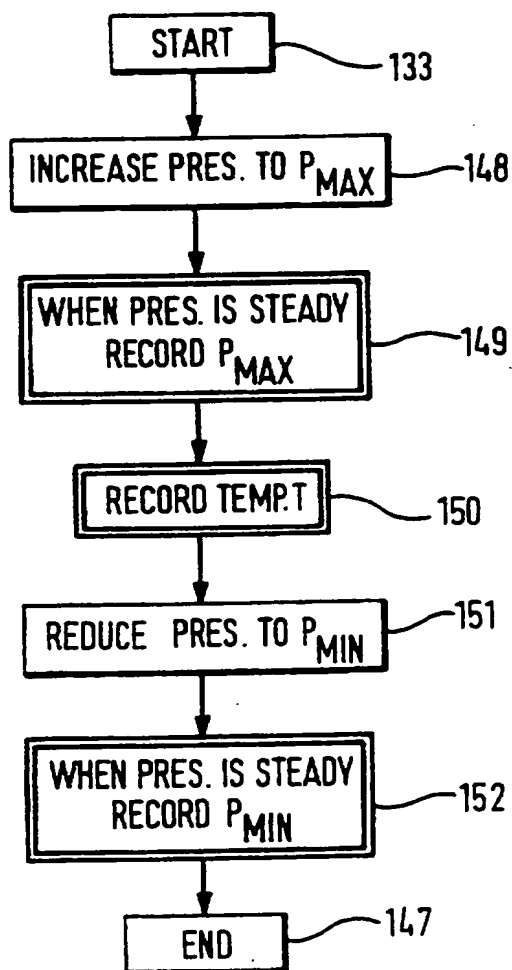 START
133
INCREASE PRES. TO PMAX
148
WHEN PRES. IS STEADY
RECORD PMAX
149
RECORD TEMP. T
150
REDUCE PRES. TO PMIN
151
WHEN PRES. IS STEADY
RECORD PMIN
152
END
147